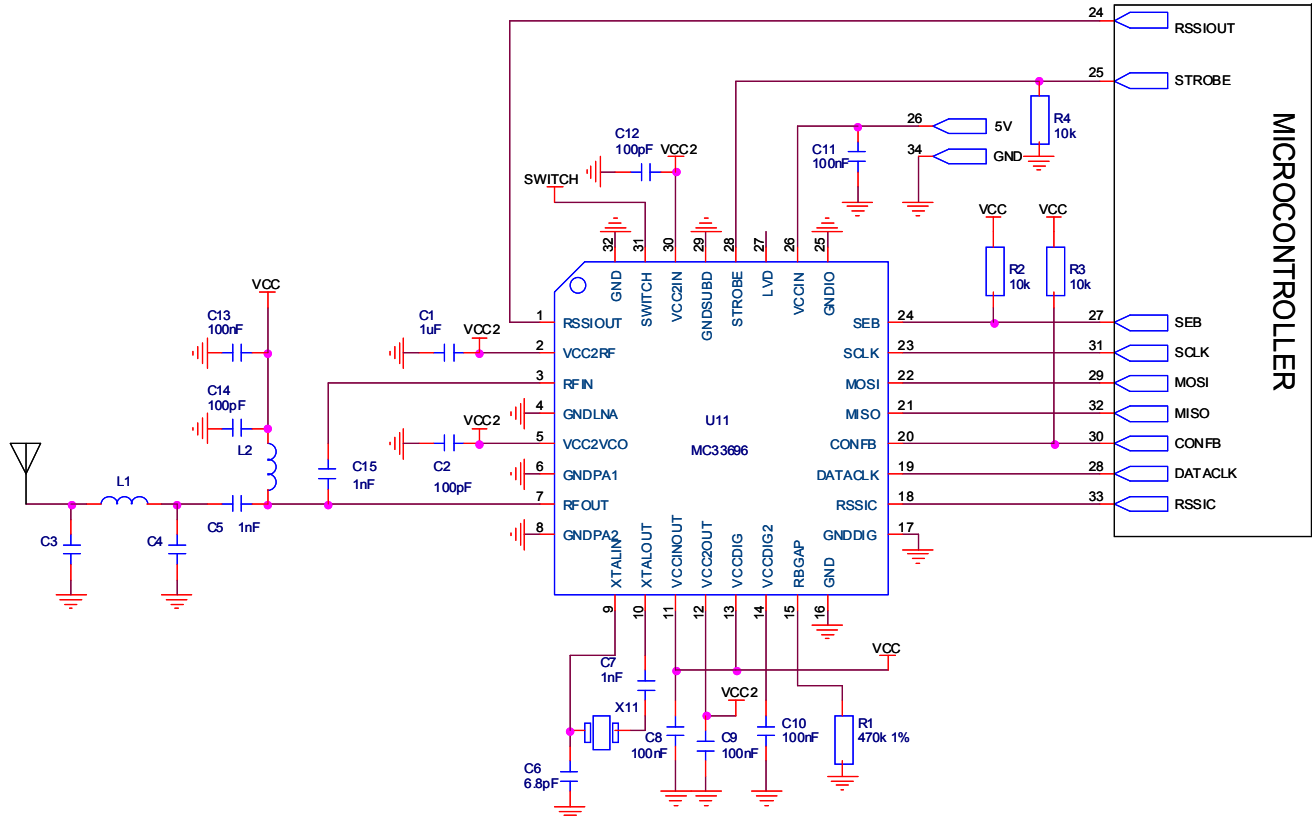 24
RSSIOUT
25
STROBE
R4
10k
26
5V
34
GND
C11
100nF
C12
100pF
VCC2
SWITCH
MICROCONTROLLER
VCC
VCC
R2
10k
R3
10k
32
31
30
29
28
27
26
25
GND
SWITCH
VCC2IN
GNDSUBD
STROBE
LVD
VCCIN
GNDIO
VCC
C13
100nF
C14
100pF
L2
C1
1uF
VCC2
VCC2
C2
100pF
C15
1nF
L1
C5
1nF
C3
C4
1
RSSIOUT
2
VCC2RF
3
RFIN
4
GNDLNA
5
VCC2VCO
6
GNDPA1
7
RFOUT
8
GNDPA2
U11
MC33696
SEB
24
27
SEB
SCLK
23
31
SCLK
MOSI
22
29
MOSI
MISO
21
32
MISO
CONFB
20
30
CONFB
DATACLK
19
28
DATACLK
RSSIC
18
33
RSSIC
GNDDIG
17
XTALIN
XTALOUT
VCCINOUT
VCC2OUT
VCCDIG
VCCDIG2
RBGAP
GND
9
10
11
12
13
14
15
16
C7
1nF
X11
C6
6.8pF
C8
100nF
VCC2
C9
100nF
C10
100nF
R1
470k 1%
VCC